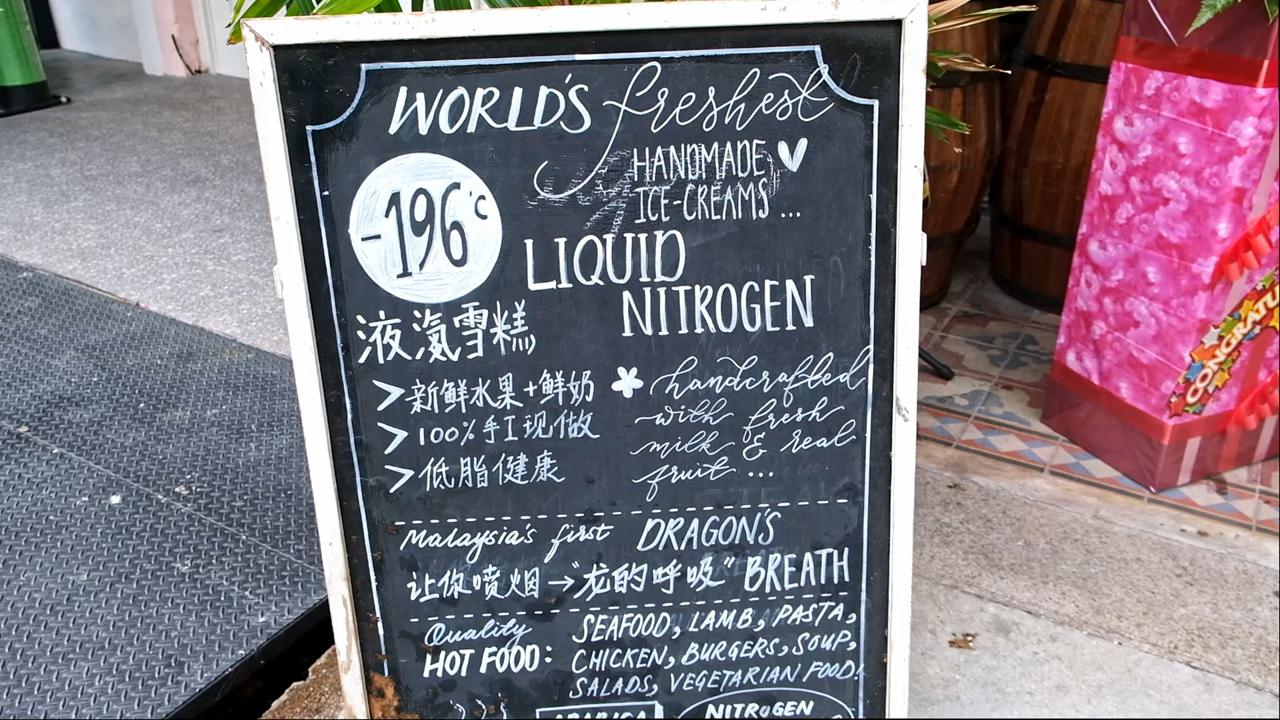 WORLD'S freshest
HANDMADE
ICE-CREAMS ...
-196°C
LIQUID
NITROGEN
液氣雪糕
> 新鲜水果+鲜奶
> 100%手工现做
> 低脂健康
* handcrafted
with fresh
milk & real
fruit ...
Malaysia's first DRAGON'S
让你喷烟→"龙的呼吸" BREATH
Quality
HOT FOOD:
SEAFOOD, LAMB, PASTA,
CHICKEN, BURGERS, SOUP,
SALADS, VEGETARIAN FOOD!
ARABICA
NITROGEN
CONGRATU